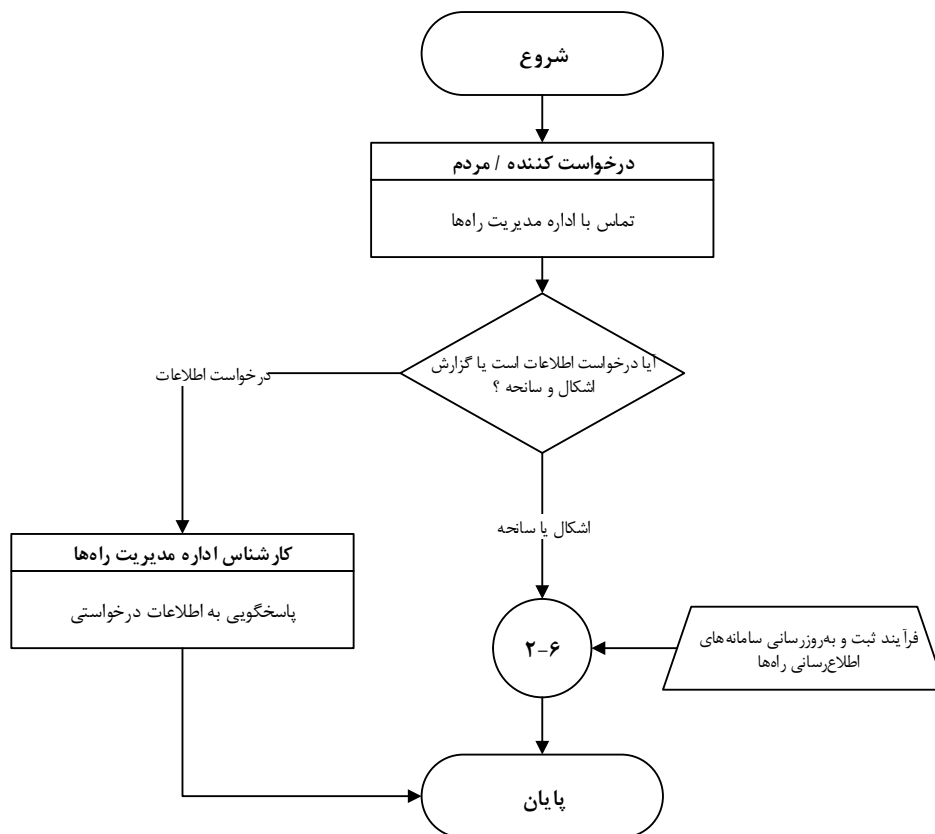 شروع
درخواست کننده / مردم
تماس با اداره مدیریت راه‌ها
آیا درخواست اطلاعات است یا گزارش
اشکال و سانحه ؟
درخواست اطلاعات
اشکال یا سانحه
کارشناس اداره مدیریت راه‌ها
پاسخگویی به اطلاعات درخواستی
۲-۶
فرآیند ثبت و به‌روزرسانی سامانه‌های
اطلاع‌رسانی راه‌ها
پایان